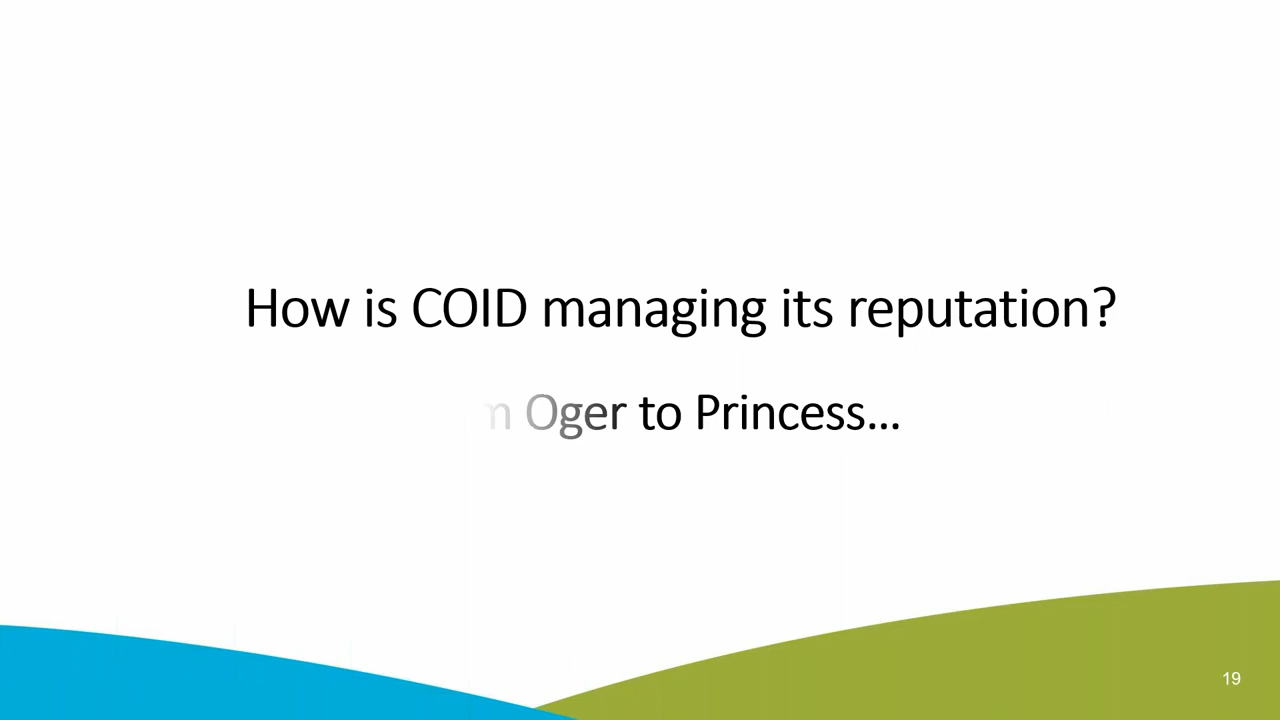 How is COID managing its reputation?
Oger to Princess...
19